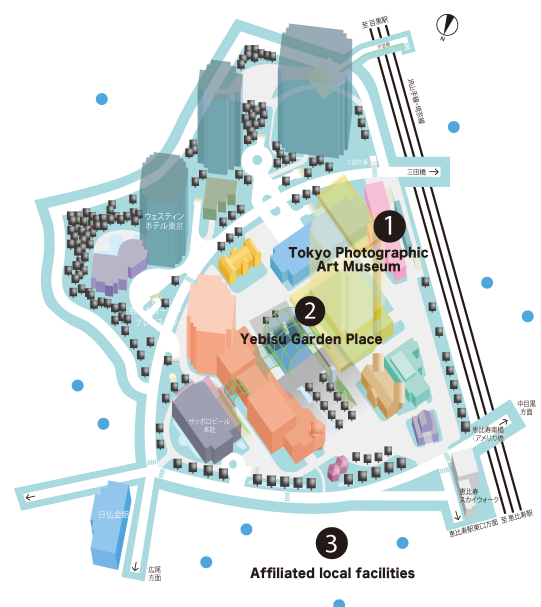 至 目黒駅
N
JR山手線・埼京線
三田橋
ウェスティン
ホテル東京
1
Tokyo Photographic
Art Museum
2
Yebisu Garden Place
サッポロビール
本社
中目黒
方面
恵比寿南橋
(アメリカ橋)
恵比寿
スカイウォーク
恵比寿駅東口方面
至 恵比寿駅
日仏会館
広尾
方面
3
Affiliated local facilities